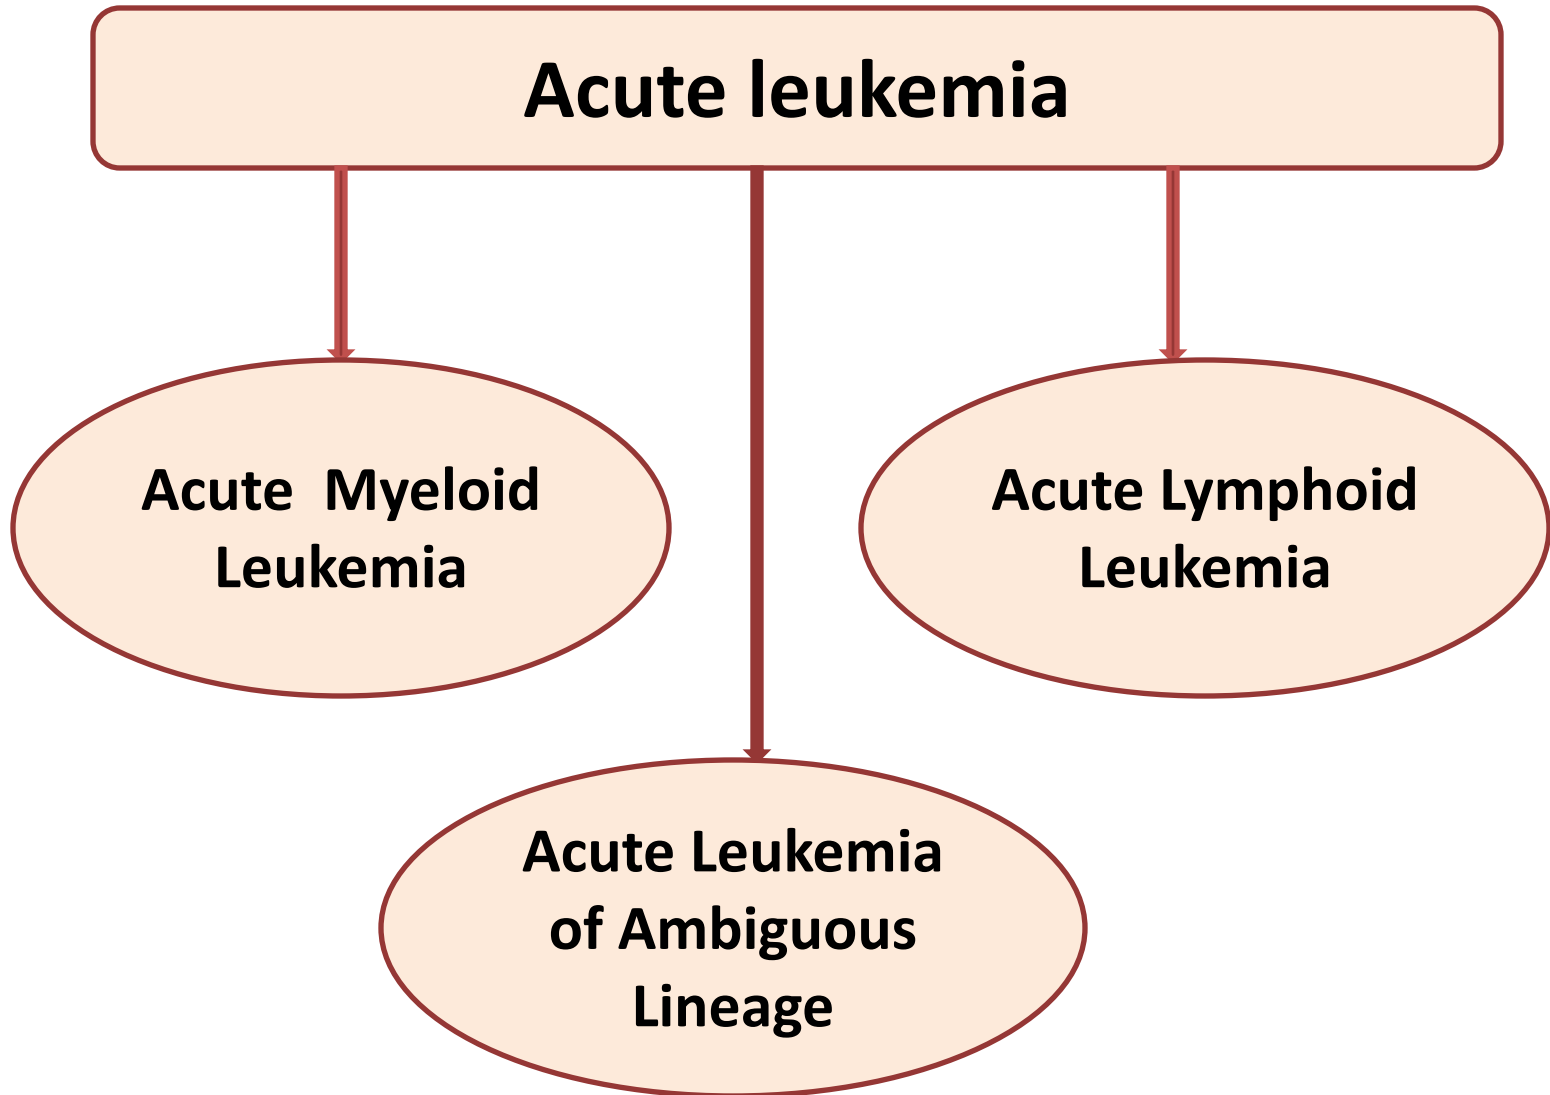 Acute leukemia
Acute  Myeloid
Leukemia
Acute Lymphoid
Leukemia
Acute Leukemia
of Ambiguous
Lineage